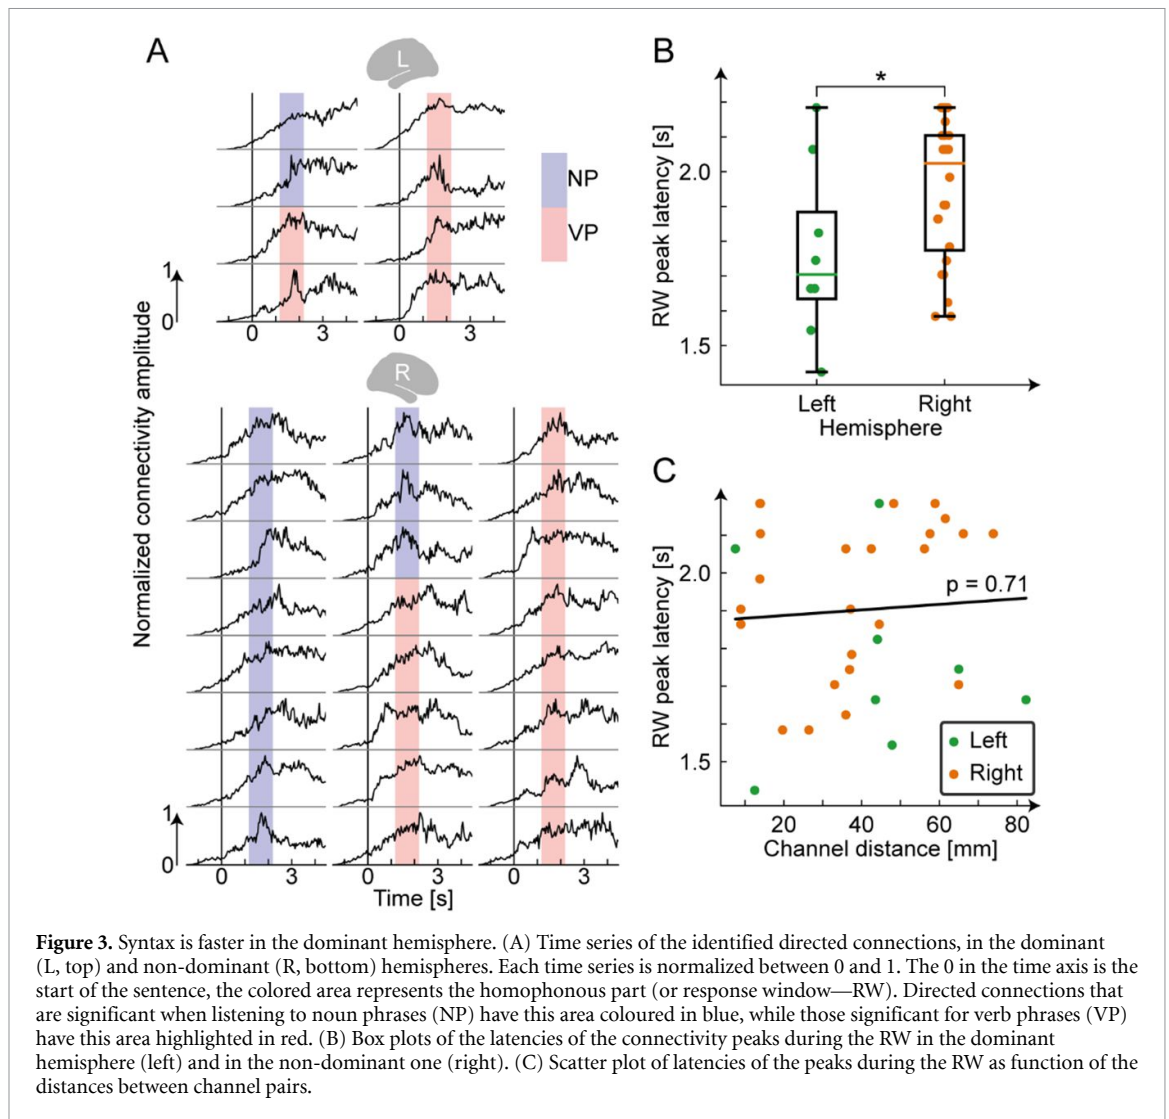 A
L
NP
VP
1
0
0
3
0
3
Normalized connectivity amplitude
R
1
0
0
3
0
3
0
3
Time [s]
B
*
RW peak latency [s]
2.0
1.5
Left
Right
Hemisphere
C
RW peak latency [s]
2.0
1.5
p = 0.71
Left
Right
20
40
60
80
Channel distance [mm]
Figure 3. Syntax is faster in the dominant hemisphere. (A) Time series of the identified directed connections, in the dominant
(L, top) and non-dominant (R, bottom) hemispheres. Each time series is normalized between 0 and 1. The 0 in the time axis is the
start of the sentence, the colored area represents the homophonous part (or response window—RW). Directed connections that
are significant when listening to noun phrases (NP) have this area coloured in blue, while those significant for verb phrases (VP)
have this area highlighted in red. (B) Box plots of the latencies of the connectivity peaks during the RW in the dominant
hemisphere (left) and in the non-dominant one (right). (C) Scatter plot of latencies of the peaks during the RW as function of the
distances between channel pairs.